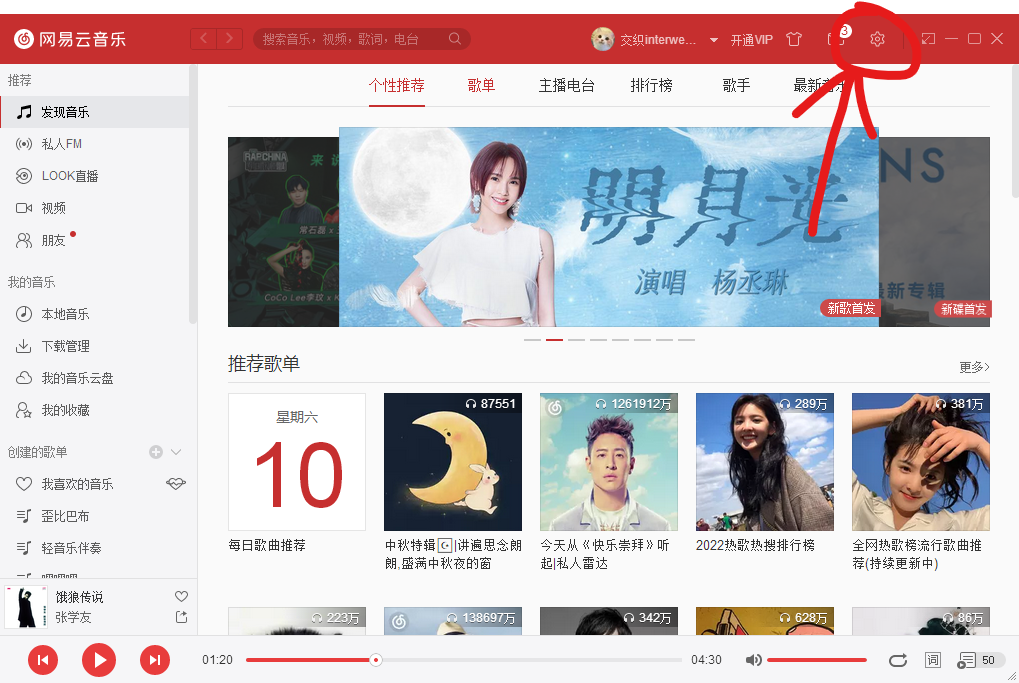 网易云音乐
搜索音乐，视频，歌词，电台
交织interwe...
开通VIP
3
推荐
发现音乐
私人FM
LOOK直播
视频
朋友
我的音乐
本地音乐
下载管理
我的音乐云盘
我的收藏
创建的歌单
我喜欢的音乐
歪比巴布
轻音乐伴奏
饿狼传说
张学友
个性推荐
歌单
主播电台
排行榜
歌手
最新音乐
RAPCHINA
来
常石磊
CoCo Lee李玟
明月光
演唱 杨丞琳
新歌首发
NS
最新专辑
新碟首发
推荐歌单
更多>
星期六
10
每日歌曲推荐
87551
中秋特辑|讲遍思念朗
朗,盛满中秋夜的窗
1261912万
今天从《快乐崇拜》听
起|私人雷达
289万
2022热歌热搜排行榜
381万
全网热歌榜流行歌曲推
荐(持续更新中)
223万
138697万
342万
628万
86万
01:20
04:30
词
50